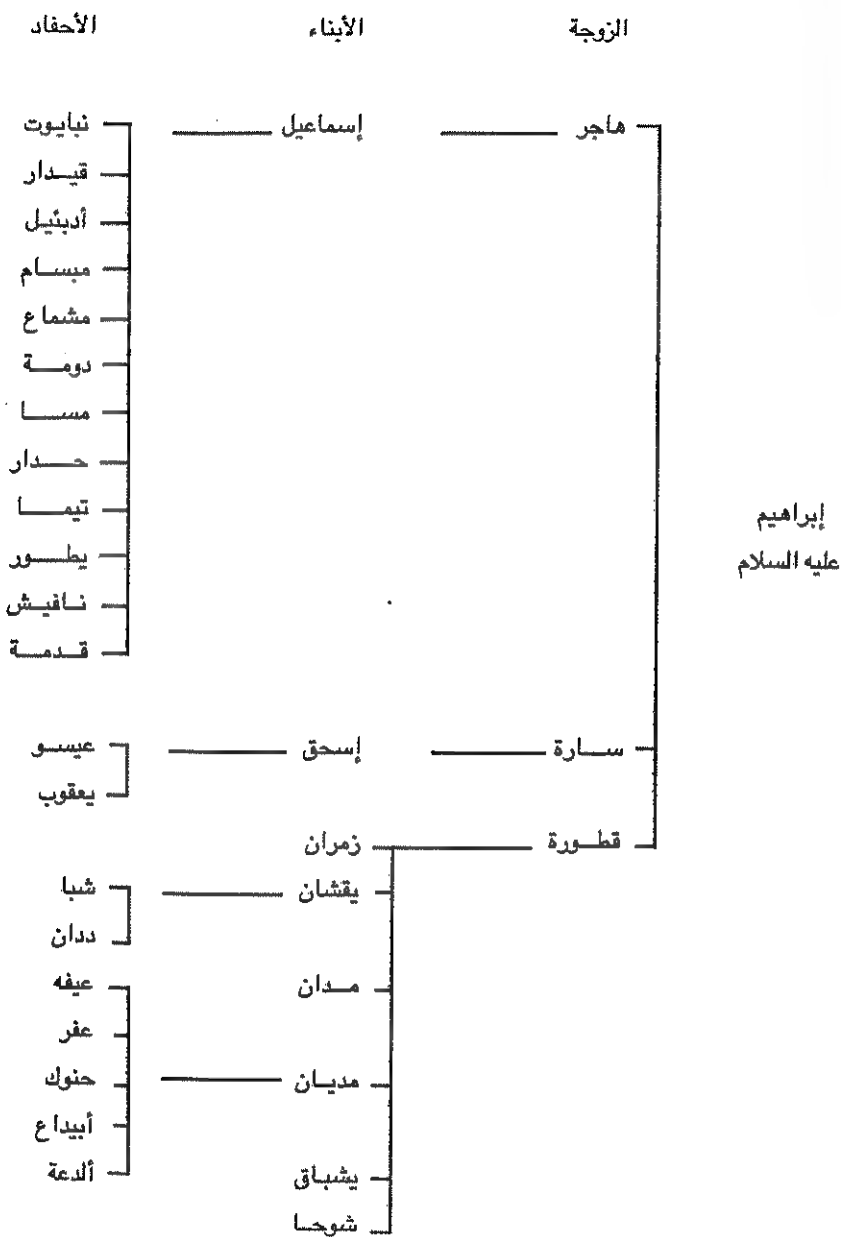 الزوجة الأبناء الأحفاد
هاجر إسماعيل نبايوت
قيدار
أدبئيل
مبسام
مشماع
دومة
مسا
حدار
تيما
إبراهيم
عليه السلام
يطور
نافيش
قدمة
سارة إسحق عيسو
يعقوب
قطورة زمران
يقشان شبا
ددان
مدان عيفه
عفر
مديان حنوك
أبيداع
يشباق ألدعة
شوحا